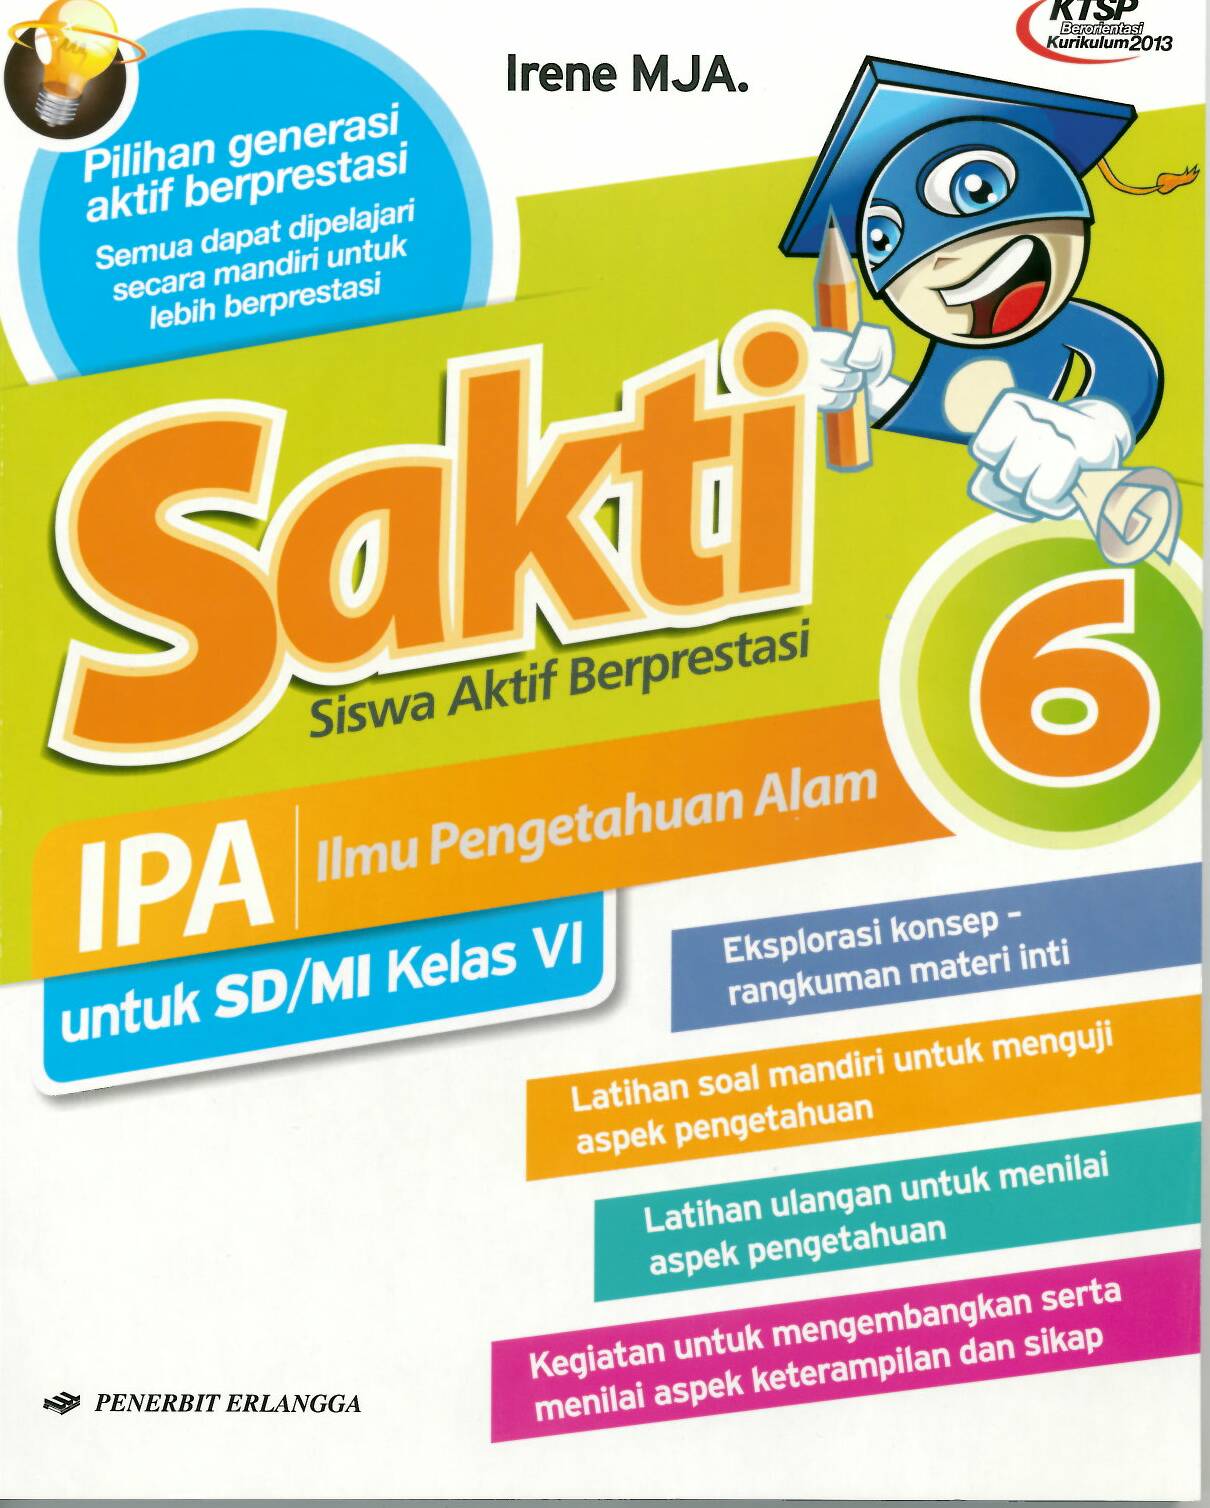 KTSP
Berorientasi
Kurikulum2013
Irene MJA.
Pilihan generasi
aktif berprestasi
Semua dapat dipelajari
secara mandiri untuk
lebih berprestasi
Sakti
Siswa Aktif Berprestasi
6
IPA
Ilmu Pengetahuan Alam
untuk SD/MI Kelas VI
Eksplorasi konsep –
rangkuman materi inti
Latihan soal mandiri untuk menguji
aspek pengetahuan
Latihan ulangan untuk menilai
aspek pengetahuan
Kegiatan untuk mengembangkan serta
menilai aspek keterampilan dan sikap
PENERBIT ERLANGGA